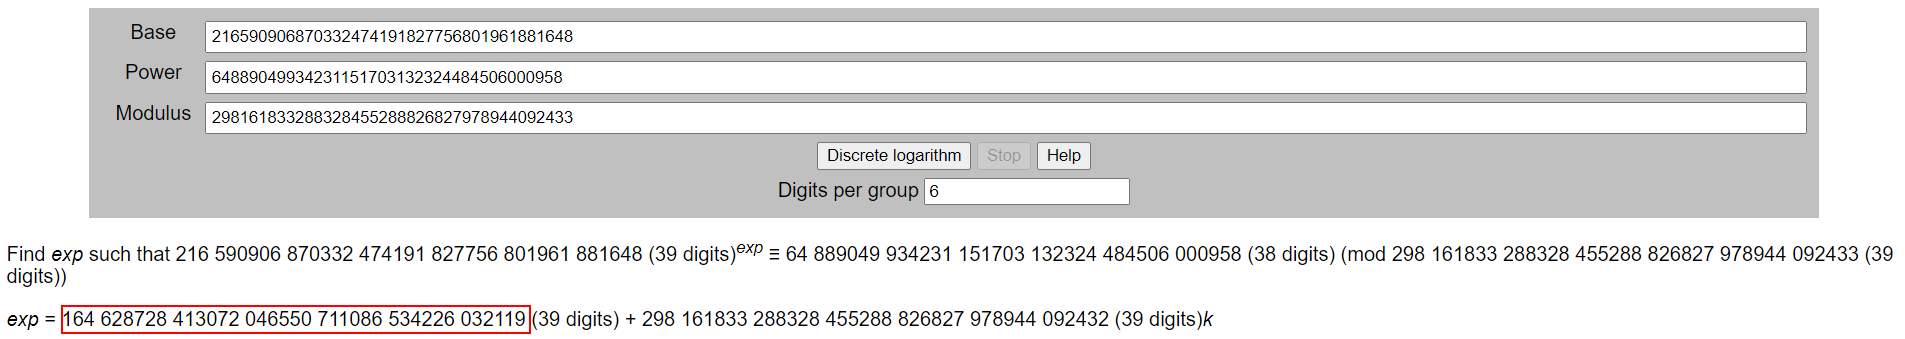 Base 216590906870332474191827756801961881648
Power 64889049934231151703132324484506000958
Modulus 298161833288328455288826827978944092433
Discrete logarithm Stop Help
Digits per group 6
Find exp such that 216 590906 870332 474191 827756 801961 881648 (39 digits)exp ≡ 64 889049 934231 151703 132324 484506 000958 (38 digits) (mod 298 161833 288328 455288 826827 978944 092433 (39
digits))
exp = 164 628728 413072 046550 711086 534226 032119 (39 digits) + 298 161833 288328 455288 826827 978944 092432 (39 digits)k